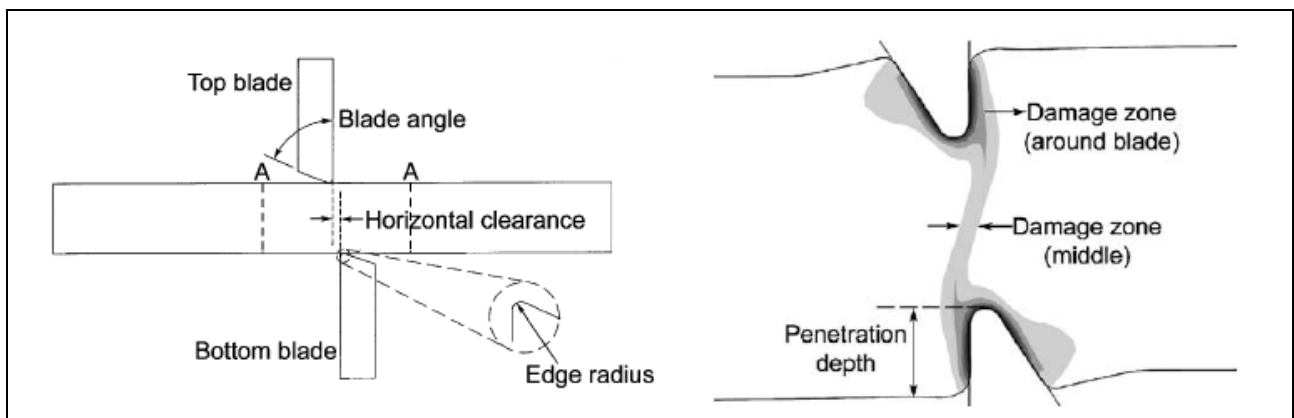 Top blade
Blade angle
A
A
Horizontal clearance
Bottom blade
Edge radius
Damage zone
(around blade)
Damage zone
(middle)
Penetration
depth